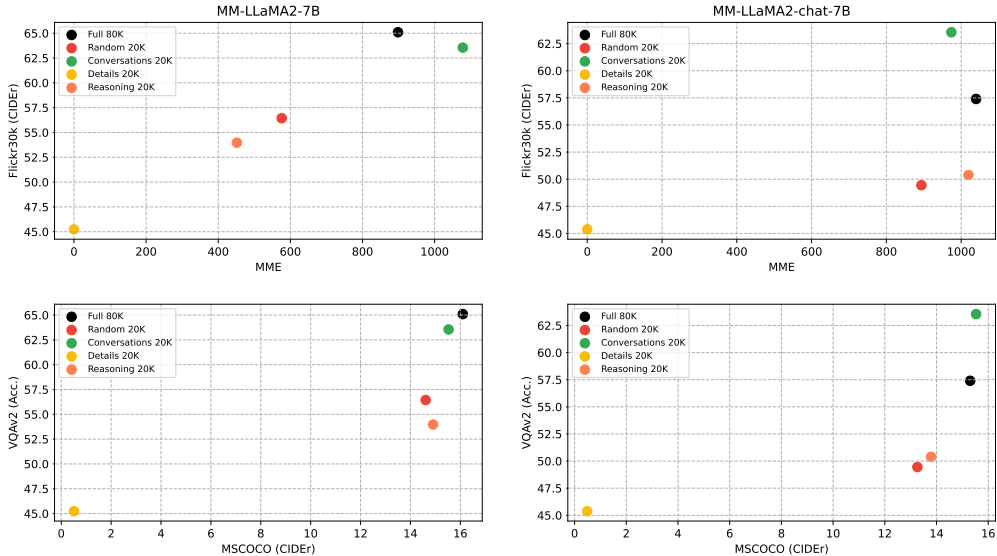 MM-LLaMA2-7B
Full 80K
Random 20K
Conversations 20K
Details 20K
Reasoning 20K
65.0
62.5
60.0
57.5
55.0
52.5
50.0
47.5
45.0
Flickr30k (CIDEr)
0 200 400 600 800 1000
MME
MM-LLaMA2-chat-7B
Full 80K
Random 20K
Conversations 20K
Details 20K
Reasoning 20K
62.5
60.0
57.5
55.0
52.5
50.0
47.5
45.0
Flickr30k (CIDEr)
0 200 400 600 800 1000
MME
Full 80K
Random 20K
Conversations 20K
Details 20K
Reasoning 20K
65.0
62.5
60.0
57.5
55.0
52.5
50.0
47.5
45.0
VQAv2 (Acc.)
0 2 4 6 8 10 12 14 16
MSCOCO (CIDEr)
Full 80K
Random 20K
Conversations 20K
Details 20K
Reasoning 20K
62.5
60.0
57.5
55.0
52.5
50.0
47.5
45.0
VQAv2 (Acc.)
0 2 4 6 8 10 12 14 16
MSCOCO (CIDEr)